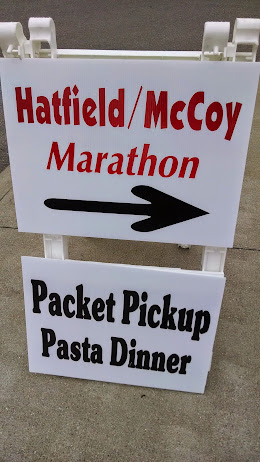 Hatfield/McCoy
Marathon
Packet Pickup
Pasta Dinner